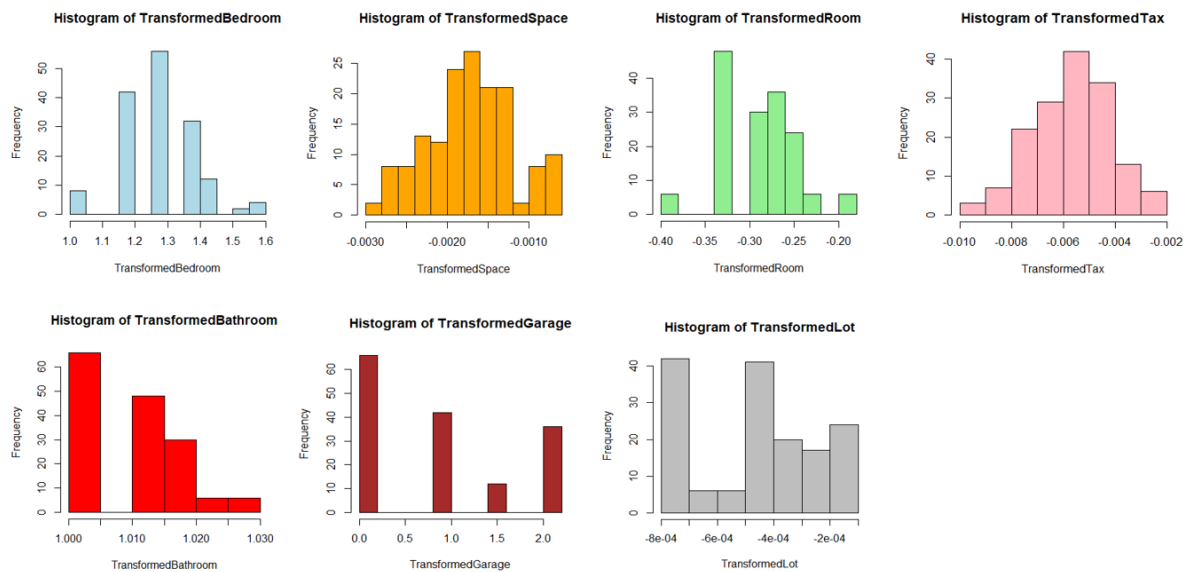 Histogram of TransformedBedroom
Frequency
0 10 20 30 40 50
1.0 1.1 1.2 1.3 1.4 1.5 1.6
TransformedBedroom
Histogram of TransformedSpace
Frequency
0 5 10 15 20 25
-0.0030 -0.0020 -0.0010
TransformedSpace
Histogram of TransformedRoom
Frequency
0 10 20 30 40
-0.40 -0.35 -0.30 -0.25 -0.20
TransformedRoom
Histogram of TransformedTax
Frequency
0 10 20 30 40
-0.010 -0.008 -0.006 -0.004 -0.002
TransformedTax
Histogram of TransformedBathroom
Frequency
0 10 20 30 40 50 60
1.000 1.010 1.020 1.030
TransformedBathroom
Histogram of TransformedGarage
Frequency
0 10 20 30 40 50 60
0.0 0.5 1.0 1.5 2.0
TransformedGarage
Histogram of TransformedLot
Frequency
0 10 20 30 40
-8e-04 -6e-04 -4e-04 -2e-04
TransformedLot